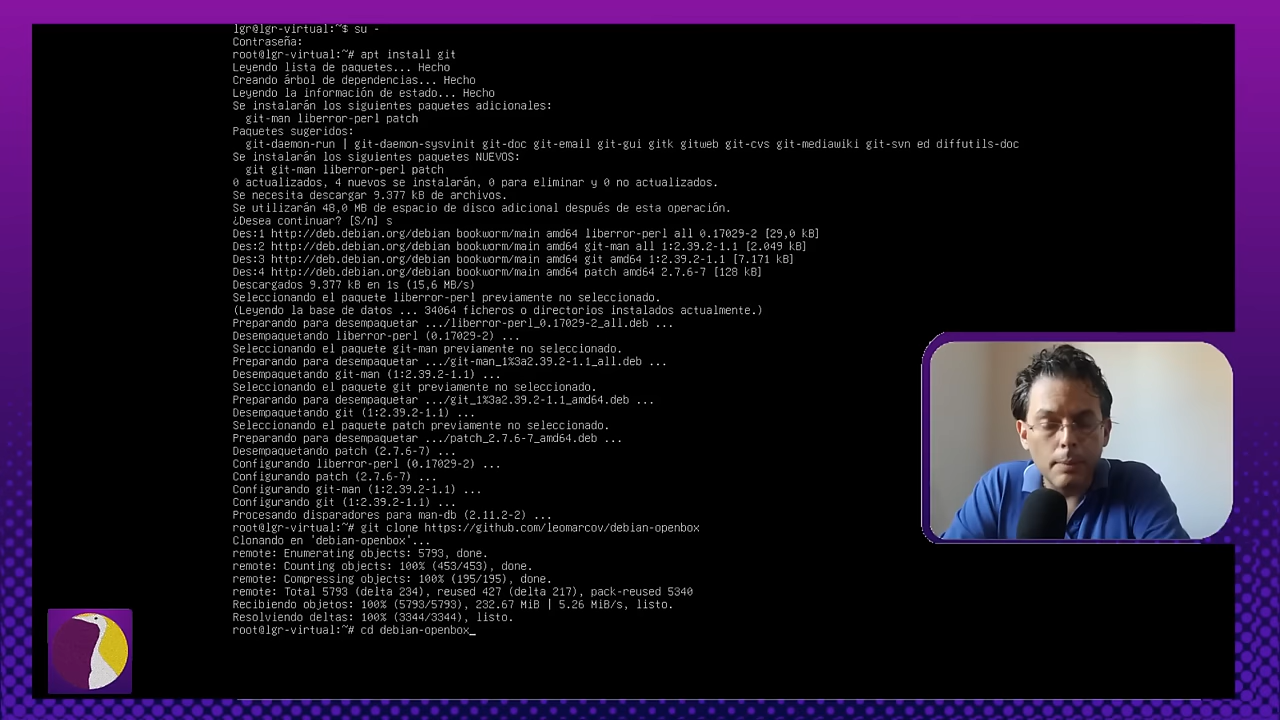 lgr@lgr-virtual:~$ su -
Contraseña:
root@lgr-virtual:~# apt install git
Leyendo lista de paquetes... Hecho
Creando árbol de dependencias... Hecho
Leyendo la información de estado... Hecho
Se instalarán los siguientes paquetes adicionales:
  git-man liberror-perl patch
Paquetes sugeridos:
  git-daemon-run | git-daemon-sysvinit git-doc git-email git-gui gitk gitweb git-cvs git-mediawiki git-svn ed diffutils-doc
Se instalarán los siguientes paquetes NUEVOS:
  git git-man liberror-perl patch
0 actualizados, 4 nuevos se instalarán, 0 para eliminar y 0 no actualizados.
Se necesita descargar 9.377 kB de archivos.
Se utilizarán 48,0 MB de espacio de disco adicional después de esta operación.
¿Desea continuar? [S/n] s
Des:1 http://deb.debian.org/debian bookworm/main amd64 liberror-perl all 0.17029-2 [29,0 kB]
Des:2 http://deb.debian.org/debian bookworm/main amd64 git-man all 1:2.39.2-1.1 [2.049 kB]
Des:3 http://deb.debian.org/debian bookworm/main amd64 git amd64 1:2.39.2-1.1 [7.171 kB]
Des:4 http://deb.debian.org/debian bookworm/main amd64 patch amd64 2.7.6-7 [128 kB]
Descargados 9.377 kB en 1s (15,6 MB/s)
Seleccionando el paquete liberror-perl previamente no seleccionado.
(Leyendo la base de datos ... 34064 ficheros o directorios instalados actualmente.)
Preparando para desempaquetar .../liberror-perl_0.17029-2_all.deb ...
Desempaquetando liberror-perl (0.17029-2) ...
Seleccionando el paquete git-man previamente no seleccionado.
Preparando para desempaquetar .../git-man_1%3a2.39.2-1.1_all.deb ...
Desempaquetando git-man (1:2.39.2-1.1) ...
Seleccionando el paquete git previamente no seleccionado.
Preparando para desempaquetar .../git_1%3a2.39.2-1.1_amd64.deb ...
Desempaquetando git (1:2.39.2-1.1) ...
Seleccionando el paquete patch previamente no seleccionado.
Preparando para desempaquetar .../patch_2.7.6-7_amd64.deb ...
Desempaquetando patch (2.7.6-7) ...
Configurando liberror-perl (0.17029-2) ...
Configurando patch (2.7.6-7) ...
Configurando git-man (1:2.39.2-1.1) ...
Configurando git (1:2.39.2-1.1) ...
Procesando disparadores para man-db (2.11.2-2) ...
root@lgr-virtual:~# git clone https://github.com/leomarcov/debian-openbox
Clonando en 'debian-openbox'...
remote: Enumerating objects: 5793, done.
remote: Counting objects: 100% (453/453), done.
remote: Compressing objects: 100% (195/195), done.
remote: Total 5793 (delta 234), reused 427 (delta 217), pack-reused 5340
Recibiendo objetos: 100% (5793/5793), 232.67 MiB | 5.26 MiB/s, listo.
Resolviendo deltas: 100% (3344/3344), listo.
root@lgr-virtual:~# cd debian-openbox_